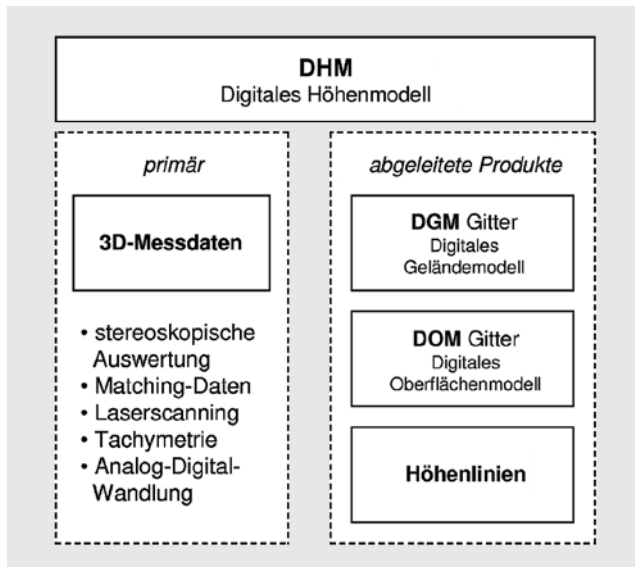 DHM
Digitales Höhenmodell
primär
3D-Messdaten
• stereoskopische
Auswertung
• Matching-Daten
• Laserscanning
• Tachymetrie
• Analog-Digital-
Wandlung
abgeleitete Produkte
DGM Gitter
Digitales
Geländemodell
DOM Gitter
Digitales
Oberflächenmodell
Höhenlinien